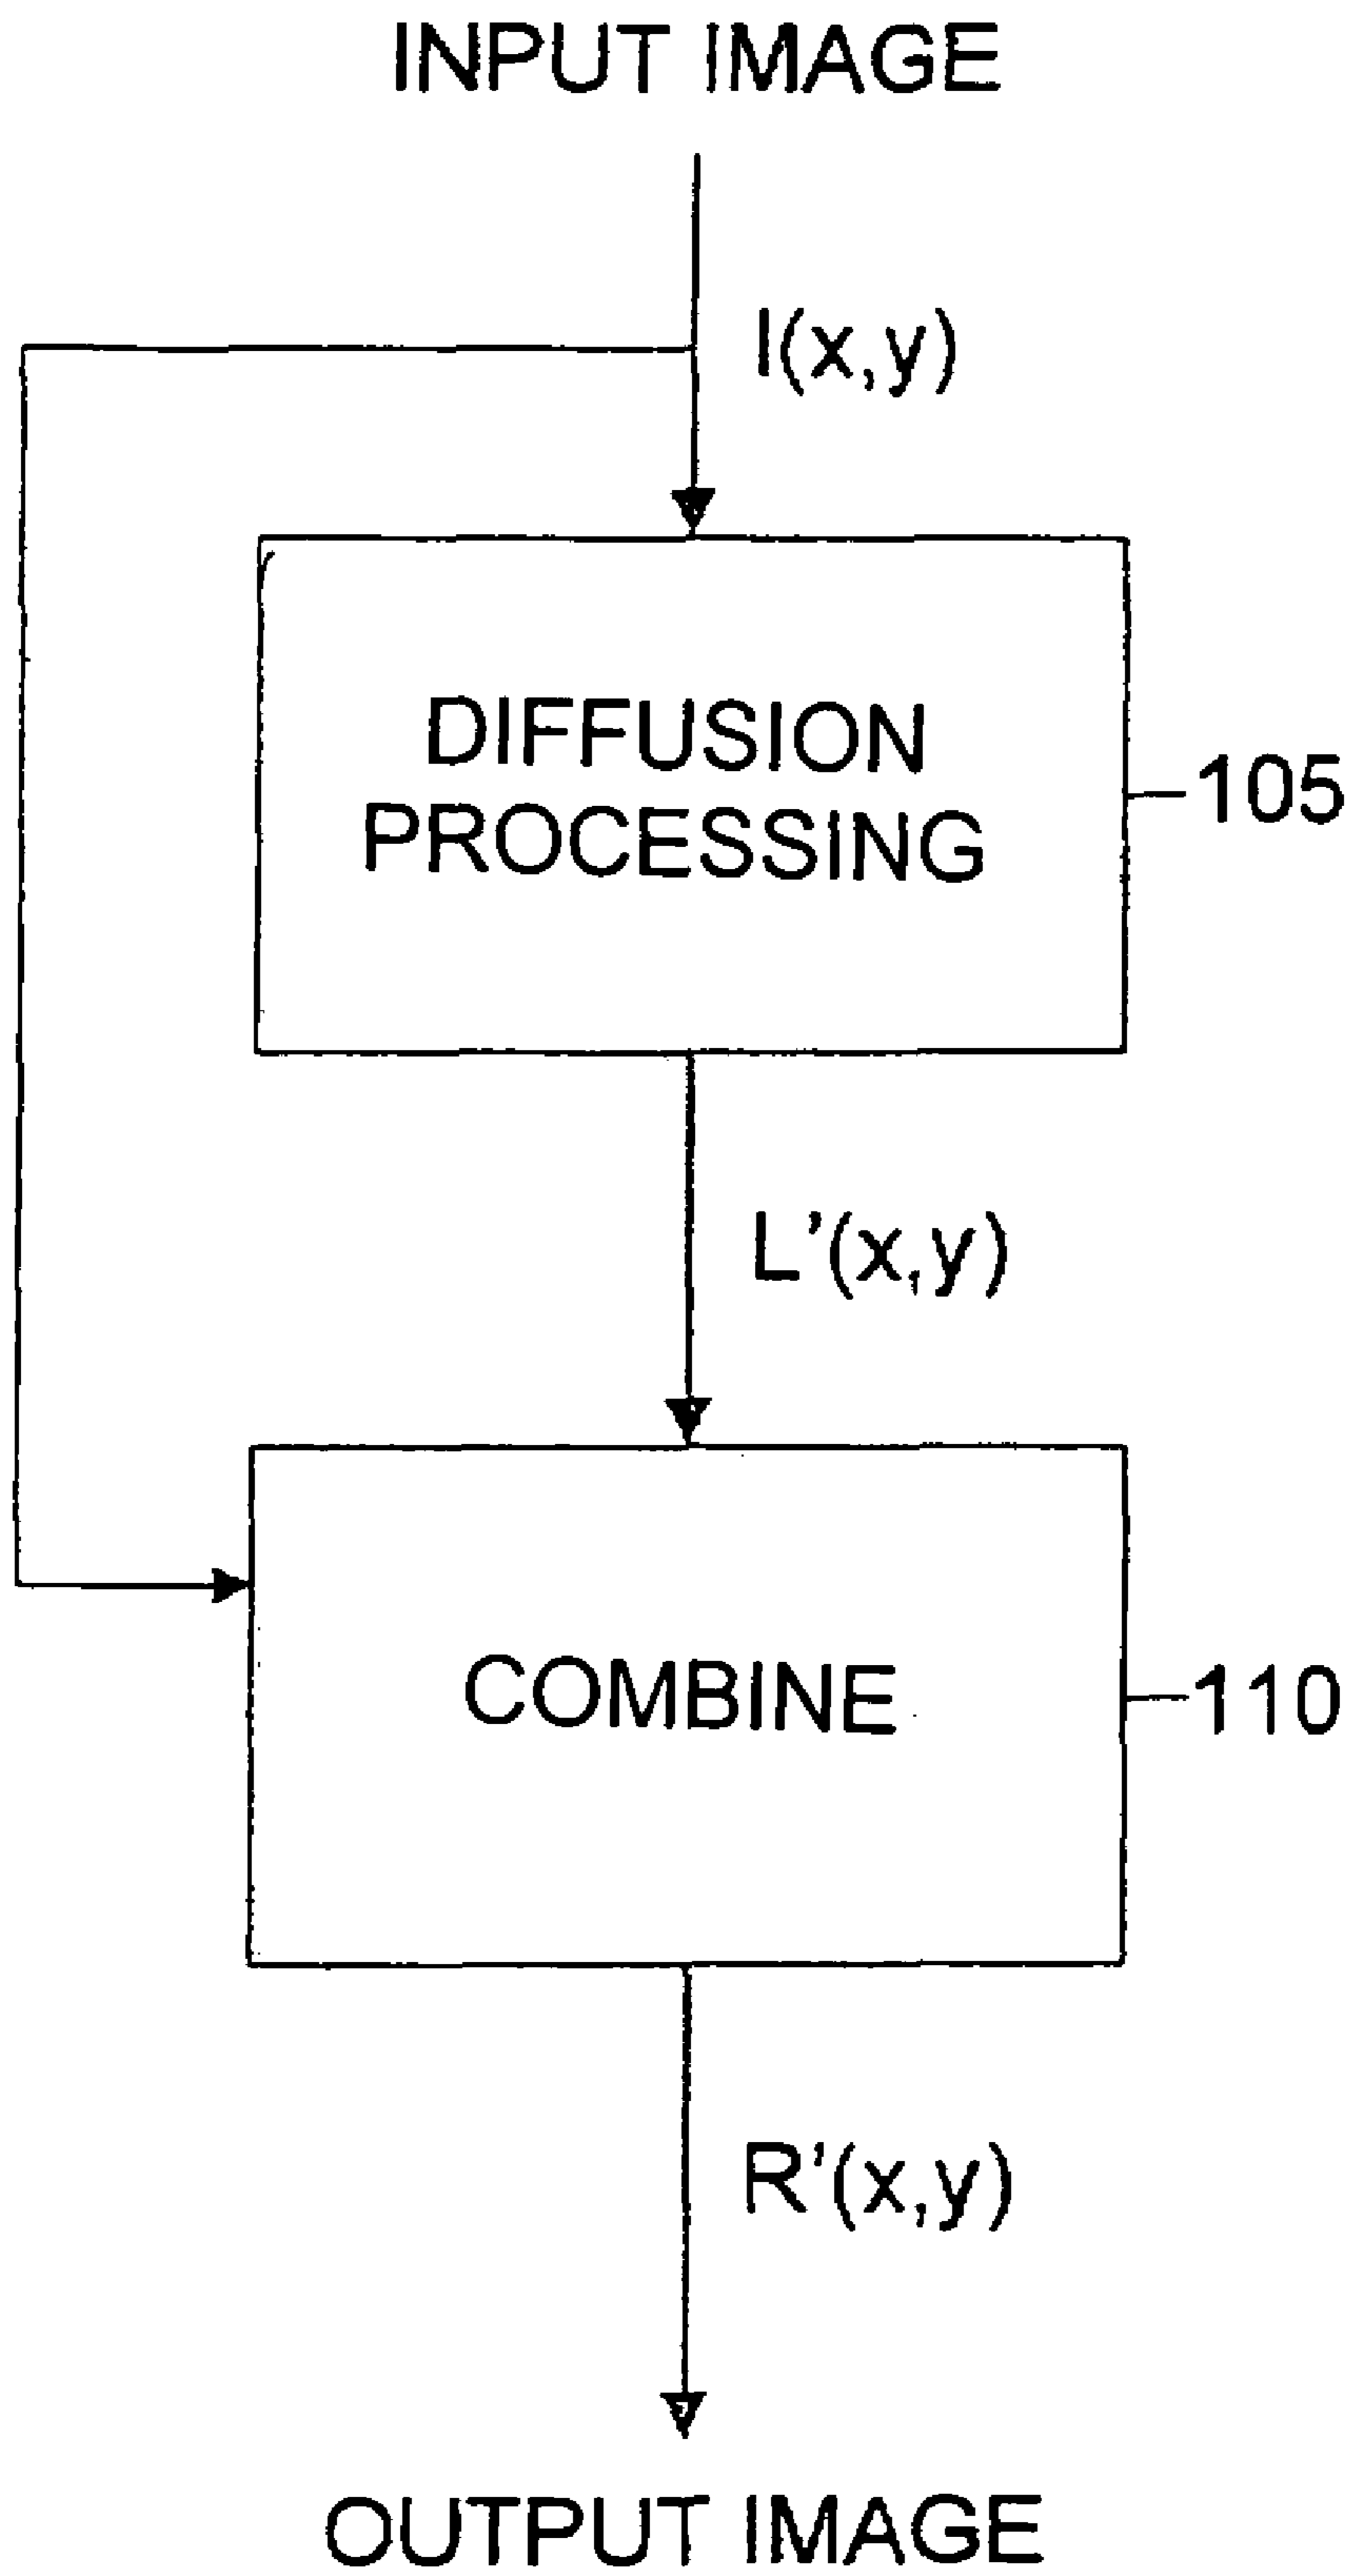 INPUT IMAGE
I(x,y)
DIFFUSION
PROCESSING
105
L'(x,y)
COMBINE
110
R'(x,y)
OUTPUT IMAGE